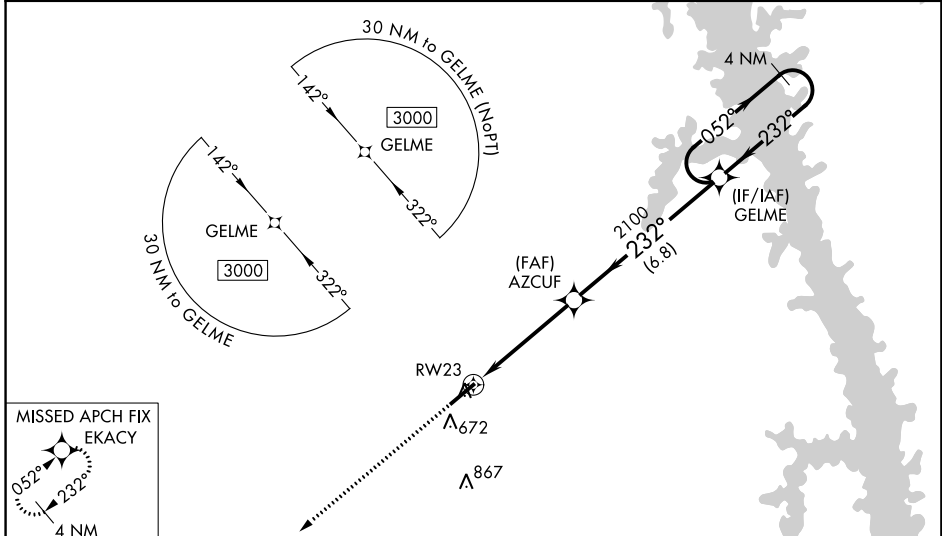 30 NM to GELME (NoPT)
142°
3000
GELME
322°
142°
GELME
3000
322°
30 NM to GELME
4 NM
052°
232°
(IF/IAF)
GELME
2100
232°
(6.8)
(FAF)
AZCUF
RW23
672
867
MISSED APCH FIX
EKACY
052°
232°
4 NM